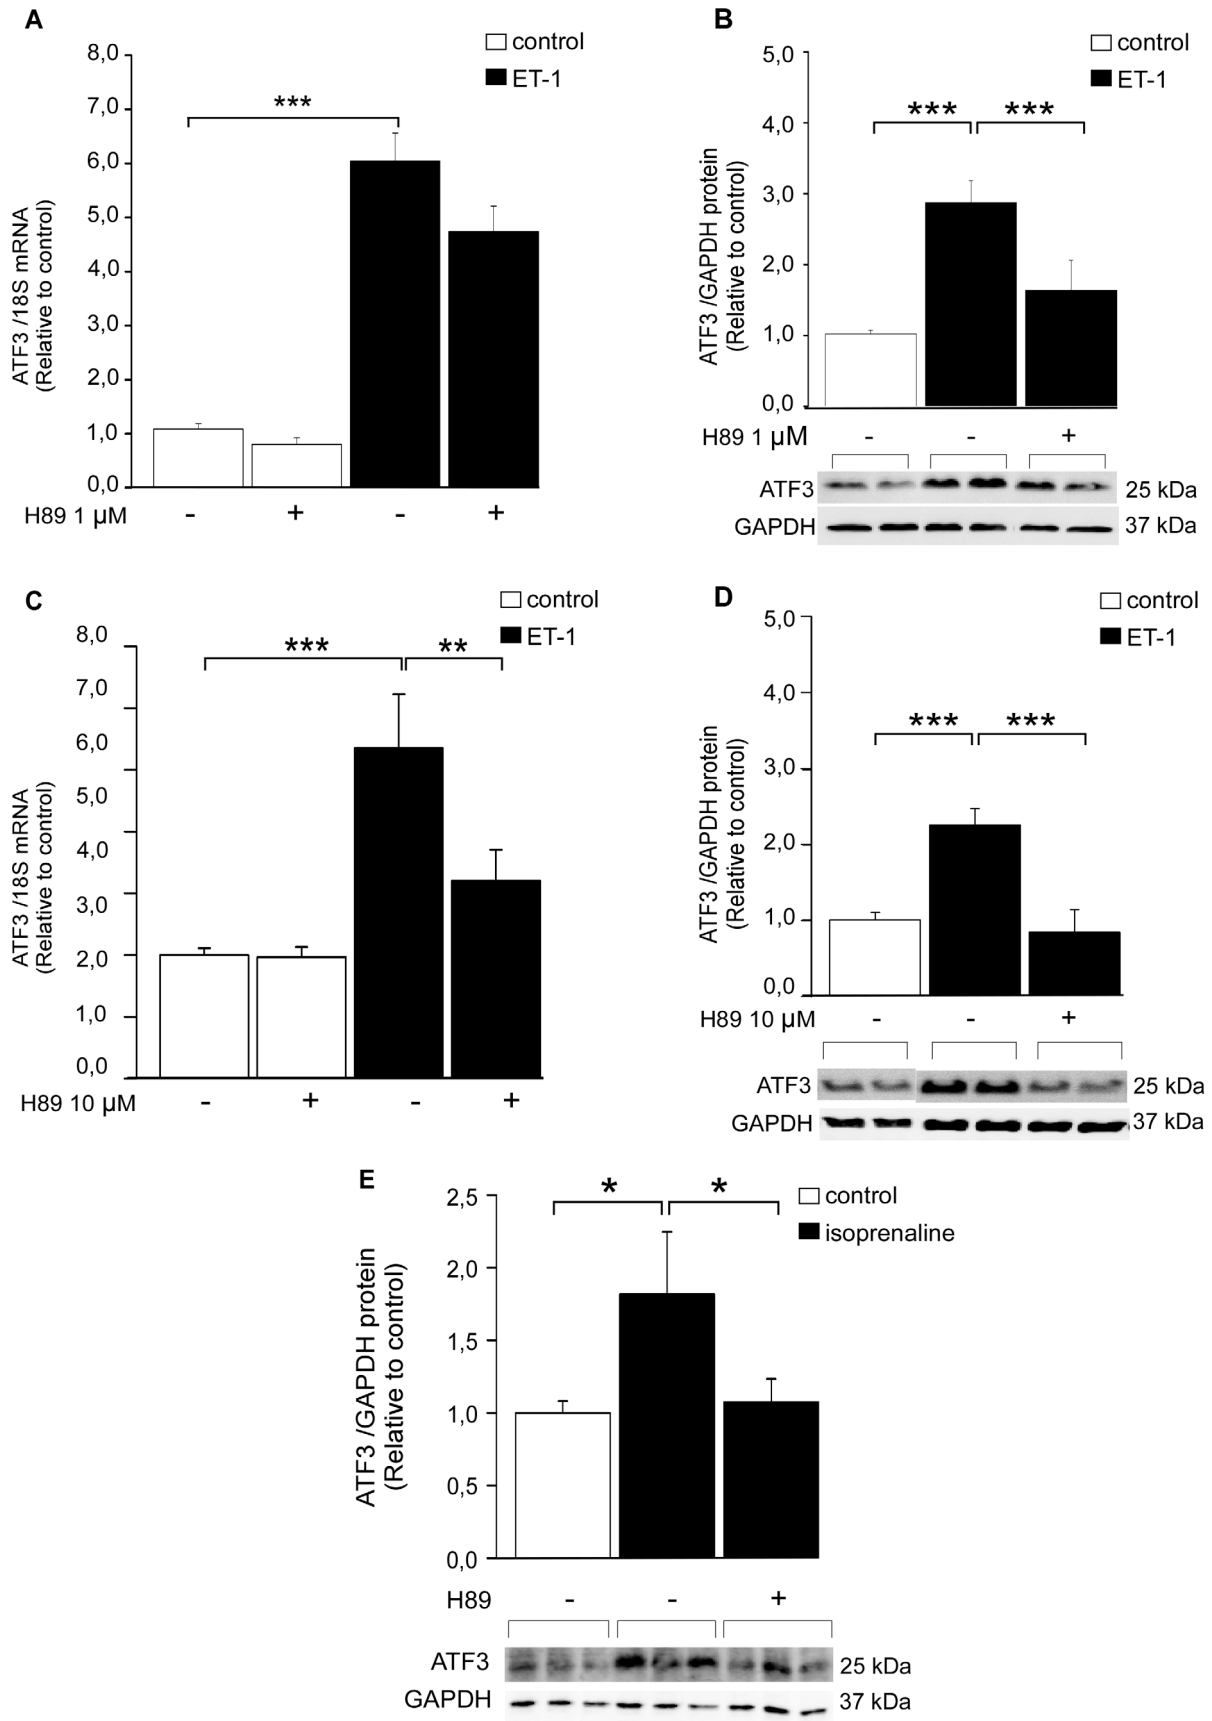 A
control
ET-1
***
8,0
7,0
6,0
5,0
4,0
3,0
2,0
1,0
0,0
ATF3 /18S mRNA
(Relative to control)
H89 1 µM - + - +
B
control
ET-1
*** ***
5,0
4,0
3,0
2,0
1,0
0,0
ATF3 /GAPDH protein
(Relative to control)
H89 1 µM - - +
ATF3 25 kDa
GAPDH 37 kDa
C
control
ET-1
*** **
8,0
7,0
6,0
5,0
4,0
3,0
2,0
1,0
0,0
ATF3 /18S mRNA
(Relative to control)
H89 10 µM - + - +
D
control
ET-1
*** ***
5,0
4,0
3,0
2,0
1,0
0,0
ATF3 /GAPDH protein
(Relative to control)
H89 10 µM - - +
ATF3 25 kDa
GAPDH 37 kDa
E
control
isoprenaline
* *
2,5
2,0
1,5
1,0
0,5
0,0
ATF3 /GAPDH protein
(Relative to control)
H89 - - +
ATF3 25 kDa
GAPDH 37 kDa